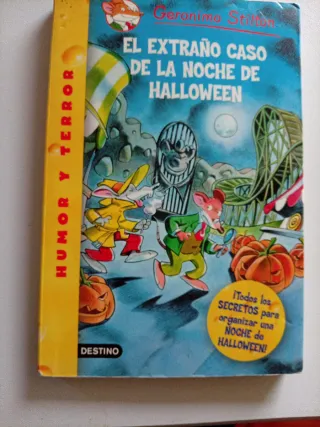 Geronimo Stilton
EL EXTRAÑO CASO
DE LA NOCHE DE
HALLOWEEN
HUMOR Y TERROR
¡Todos los
SECRETOS para
organizar una
NOCHE de
HALLOWEEN!
DESTINO